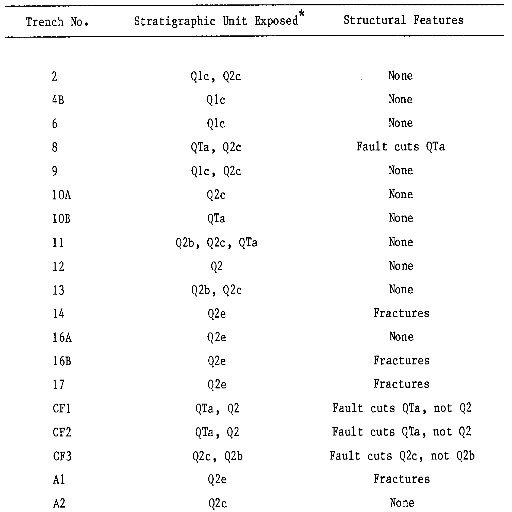 Trench No. Stratigraphic Unit Exposed* Structural Features
2 Q1c, Q2c None
4B Q1c None
6 Q1c None
8 QTa, Q2c Fault cuts QTa
9 Q1c, Q2c None
10A Q2c None
10B QTa None
11 Q2b, Q2c, QTa None
12 Q2 None
13 Q2b, Q2c None
14 Q2e Fractures
16A Q2e None
16B Q2e Fractures
17 Q2e Fractures
CF1 QTa, Q2 Fault cuts QTa, not Q2
CF2 QTa, Q2 Fault cuts QTa, not Q2
CF3 Q2c, Q2b Fault cuts Q2c, not Q2b
A1 Q2e Fractures
A2 Q2c None